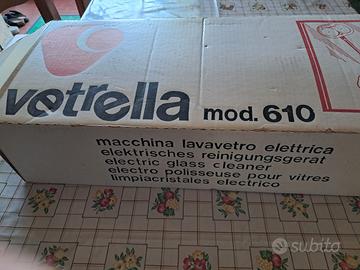 vetrella mod.610
macchina lavavetro elettrica
elektrisches reinigungsgerat
electric glass cleaner
electro polisseuse pour vitres
limpiacristales electrico
subito